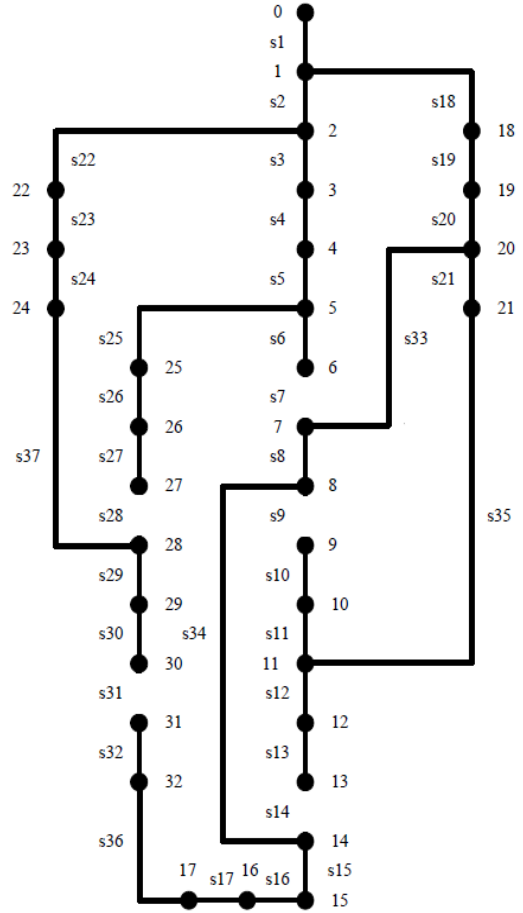 0
s1
1
s2 s18
2 18
s22 s3 s19
22 3 19
s23 s4 s20
23 4 20
s24 s5 s21
24 5 21
s25 s6 s33
25 6
s26 s7
26 7
s37 s27 s8
27 8
s28 s9 s35
28 9
s29 s10
29 10
s30 s34 s11
30 11
s31 s12
31 12
s32 s13
32 13
s36 s14
14
17 16 s15
s17 s16
15